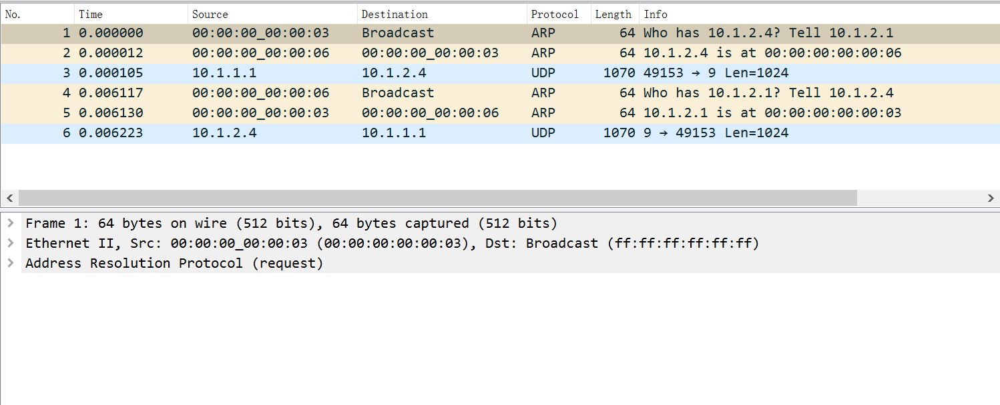 No. Time Source Destination Protocol Length Info
1 0.000000 00:00:00_00:00:03 Broadcast ARP 64 Who has 10.1.2.4? Tell 10.1.2.1
2 0.000012 00:00:00_00:00:06 00:00:00_00:00:03 ARP 64 10.1.2.4 is at 00:00:00:00:00:06
3 0.000105 10.1.1.1 10.1.2.4 UDP 1070 49153 → 9 Len=1024
4 0.006117 00:00:00_00:00:06 Broadcast ARP 64 Who has 10.1.2.1? Tell 10.1.2.4
5 0.006130 00:00:00_00:00:03 00:00:00_00:00:06 ARP 64 10.1.2.1 is at 00:00:00:00:00:03
6 0.006223 10.1.2.4 10.1.1.1 UDP 1070 9 → 49153 Len=1024
Frame 1: 64 bytes on wire (512 bits), 64 bytes captured (512 bits)
Ethernet II, Src: 00:00:00_00:00:03 (00:00:00:00:00:03), Dst: Broadcast (ff:ff:ff:ff:ff:ff)
Address Resolution Protocol (request)